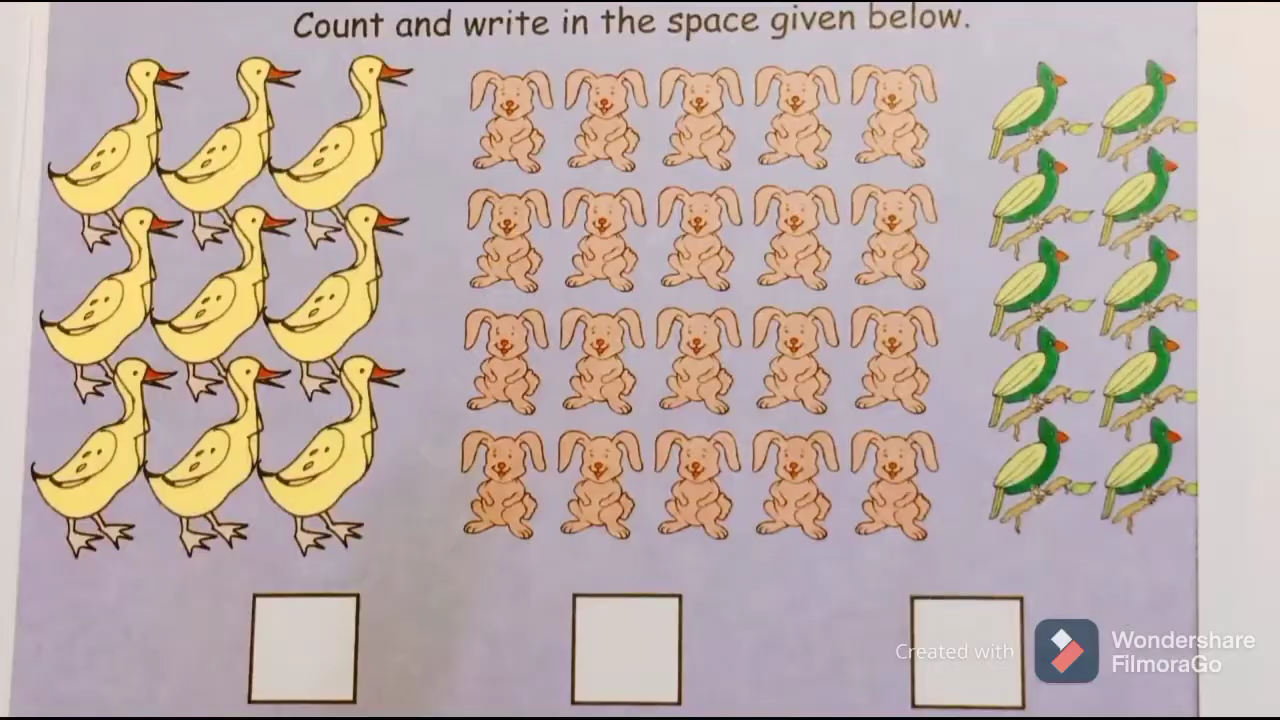 Count and write in the space given below.
Created with
Wondershare
FilmoraGo